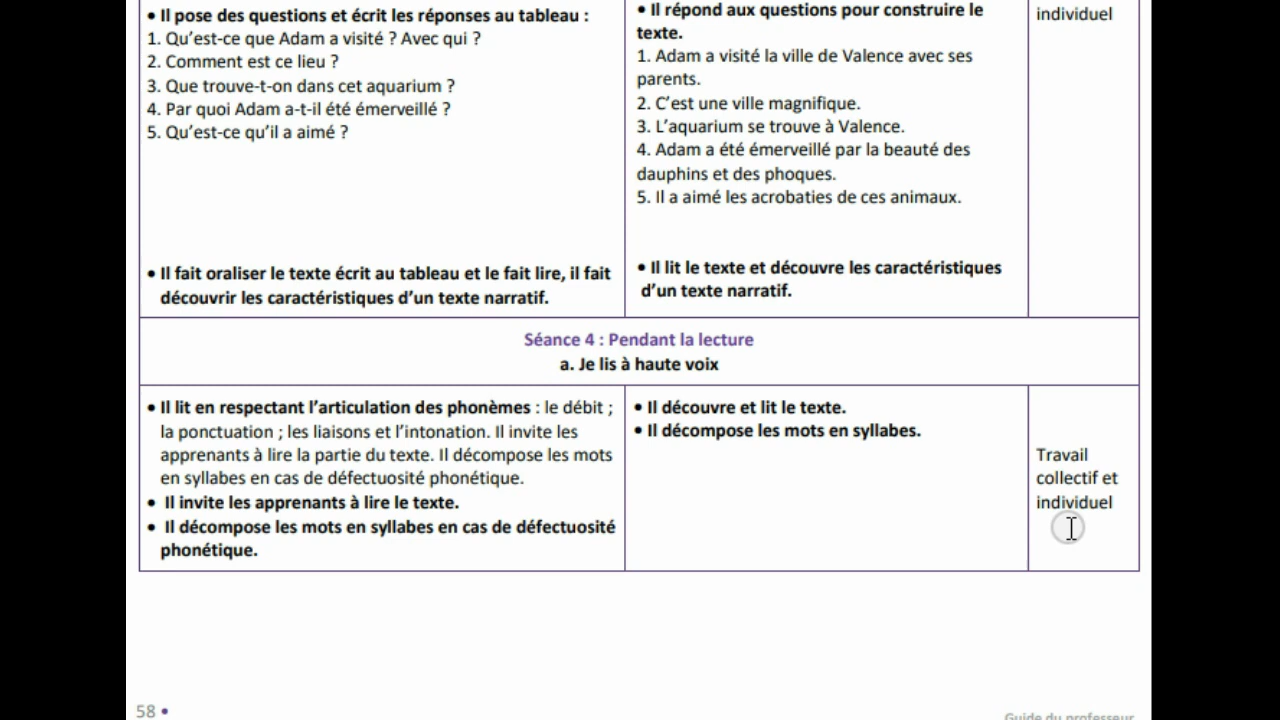 • Il pose des questions et écrit les réponses au tableau :
1. Qu’est-ce que Adam a visité ? Avec qui ?
2. Comment est ce lieu ?
3. Que trouve-t-on dans cet aquarium ?
4. Par quoi Adam a-t-il été émerveillé ?
5. Qu’est-ce qu’il a aimé ?
• Il fait oraliser le texte écrit au tableau et le fait lire, il fait
découvrir les caractéristiques d’un texte narratif.
• Il répond aux questions pour construire le
texte.
1. Adam a visité la ville de Valence avec ses
parents.
2. C’est une ville magnifique.
3. L’aquarium se trouve à Valence.
4. Adam a été émerveillé par la beauté des
dauphins et des phoques.
5. Il a aimé les acrobaties de ces animaux.
• Il lit le texte et découvre les caractéristiques
d’un texte narratif.
individuel
Séance 4 : Pendant la lecture
a. Je lis à haute voix
• Il lit en respectant l’articulation des phonèmes : le débit ;
la ponctuation ; les liaisons et l’intonation. Il invite les
apprenants à lire la partie du texte. Il décompose les mots
en syllabes en cas de défectuosité phonétique.
• Il invite les apprenants à lire le texte.
• Il décompose les mots en syllabes en cas de défectuosité
phonétique.
• Il découvre et lit le texte.
• Il décompose les mots en syllabes.
Travail
collectif et
individuel
58 •
Guide du professeur